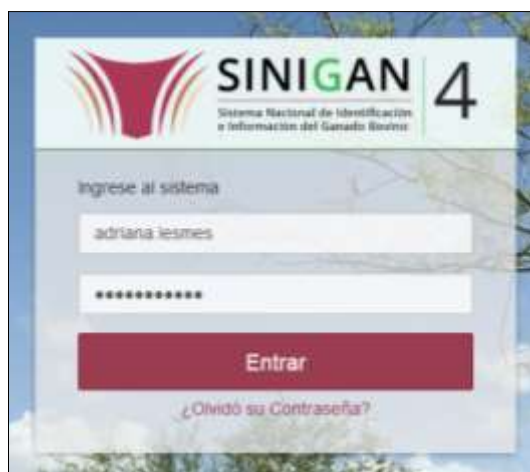 SINIGAN 4
Sistema Nacional de Identificación
e Información del Ganado Bovino
Ingrese al sistema
adriana lesmes
•••••••••••
Entrar
¿Olvidó su Contraseña?